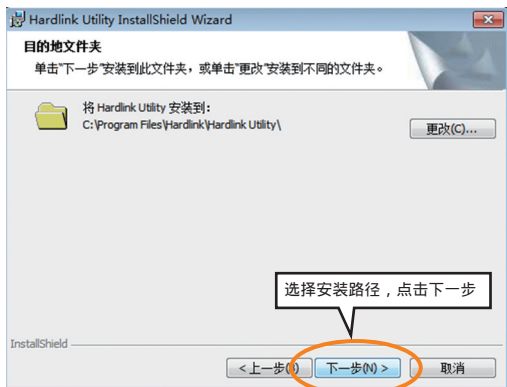 Hardlink Utility InstallShield Wizard
目的地文件夹
单击“下一步”安装到此文件夹，或单击“更改”安装到不同的文件夹。
将 Hardlink Utility 安装到:
C:\Program Files\Hardlink\Hardlink Utility\
更改(C)...
选择安装路径，点击下一步
InstallShield
<上一步(B)
下一步(N) >
取消